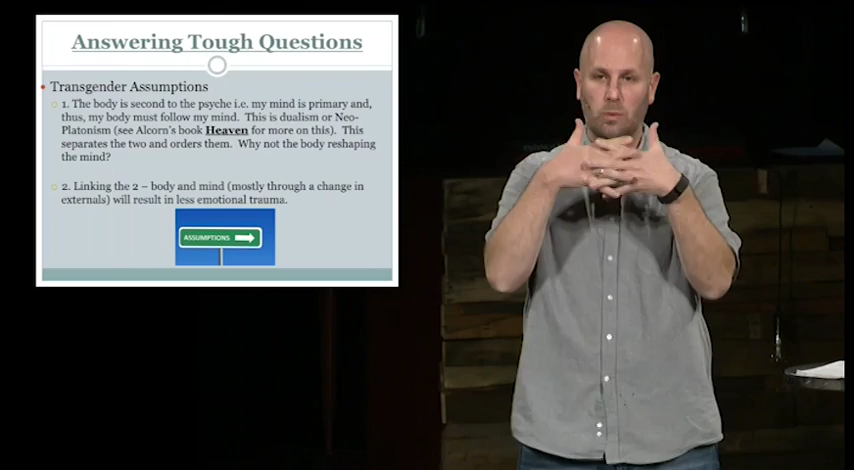 Answering Tough Questions
Transgender Assumptions
1. The body is second to the psyche i.e. my mind is primary and,
thus, my body must follow my mind. This is dualism or Neo-
Platonism (see Alcorn's book Heaven for more on this). This
separates the two and orders them. Why not the body reshaping
the mind?
2. Linking the 2 – body and mind (mostly through a change in
externals) will result in less emotional trauma.
ASSUMPTIONS